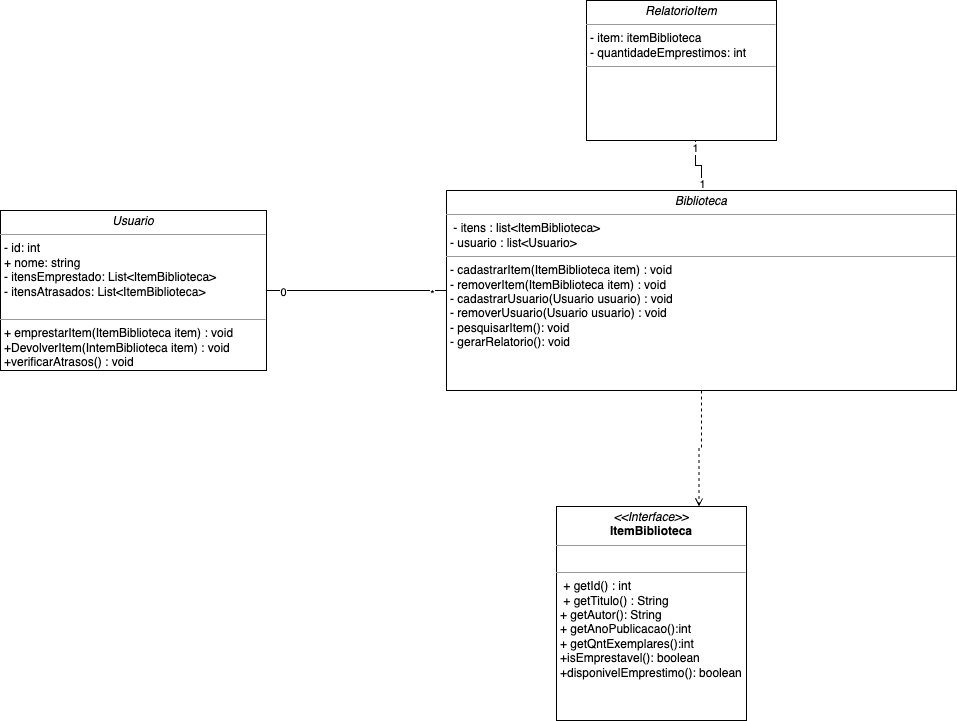 RelatorioItem
- item: itemBiblioteca
- quantidadeEmprestimos: int
1
1
Biblioteca
- itens : list<ItemBiblioteca>
- usuario : list<Usuario>
- cadastrarItem(ItemBiblioteca item) : void
- removerItem(ItemBiblioteca item) : void
- cadastrarUsuario(Usuario usuario) : void
- removerUsuario(Usuario usuario) : void
- pesquisarItem(): void
- gerarRelatorio(): void
Usuario
- id: int
+ nome: string
- itensEmprestado: List<ItemBiblioteca>
- itensAtrasados: List<ItemBiblioteca>
+ emprestarItem(ItemBiblioteca item) : void
+DevolverItem(IntemBiblioteca item) : void
+verificarAtrasos() : void
0
*
<<Interface>>
ItemBiblioteca
+ getId() : int
+ getTitulo() : String
+ getAutor(): String
+ getAnoPublicacao():int
+ getQntExemplares():int
+isEmprestavel(): boolean
+disponivelEmprestimo(): boolean